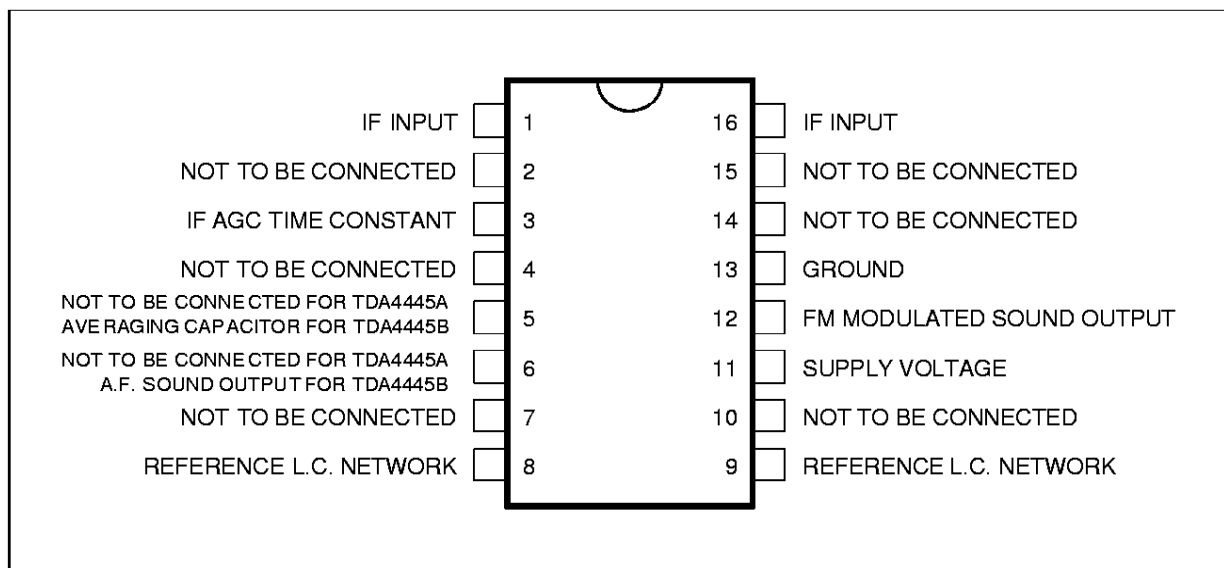 IF INPUT 1 16 IF INPUT
NOT TO BE CONNECTED 2 15 NOT TO BE CONNECTED
IF AGC TIME CONSTANT 3 14 NOT TO BE CONNECTED
NOT TO BE CONNECTED 4 13 GROUND
NOT TO BE CONNECTED FOR TDA4445A
AVERAGING CAPACITOR FOR TDA4445B 5 12 FM MODULATED SOUND OUTPUT
NOT TO BE CONNECTED FOR TDA4445A
A.F. SOUND OUTPUT FOR TDA4445B 6 11 SUPPLY VOLTAGE
NOT TO BE CONNECTED 7 10 NOT TO BE CONNECTED
REFERENCE L.C. NETWORK 8 9 REFERENCE L.C. NETWORK